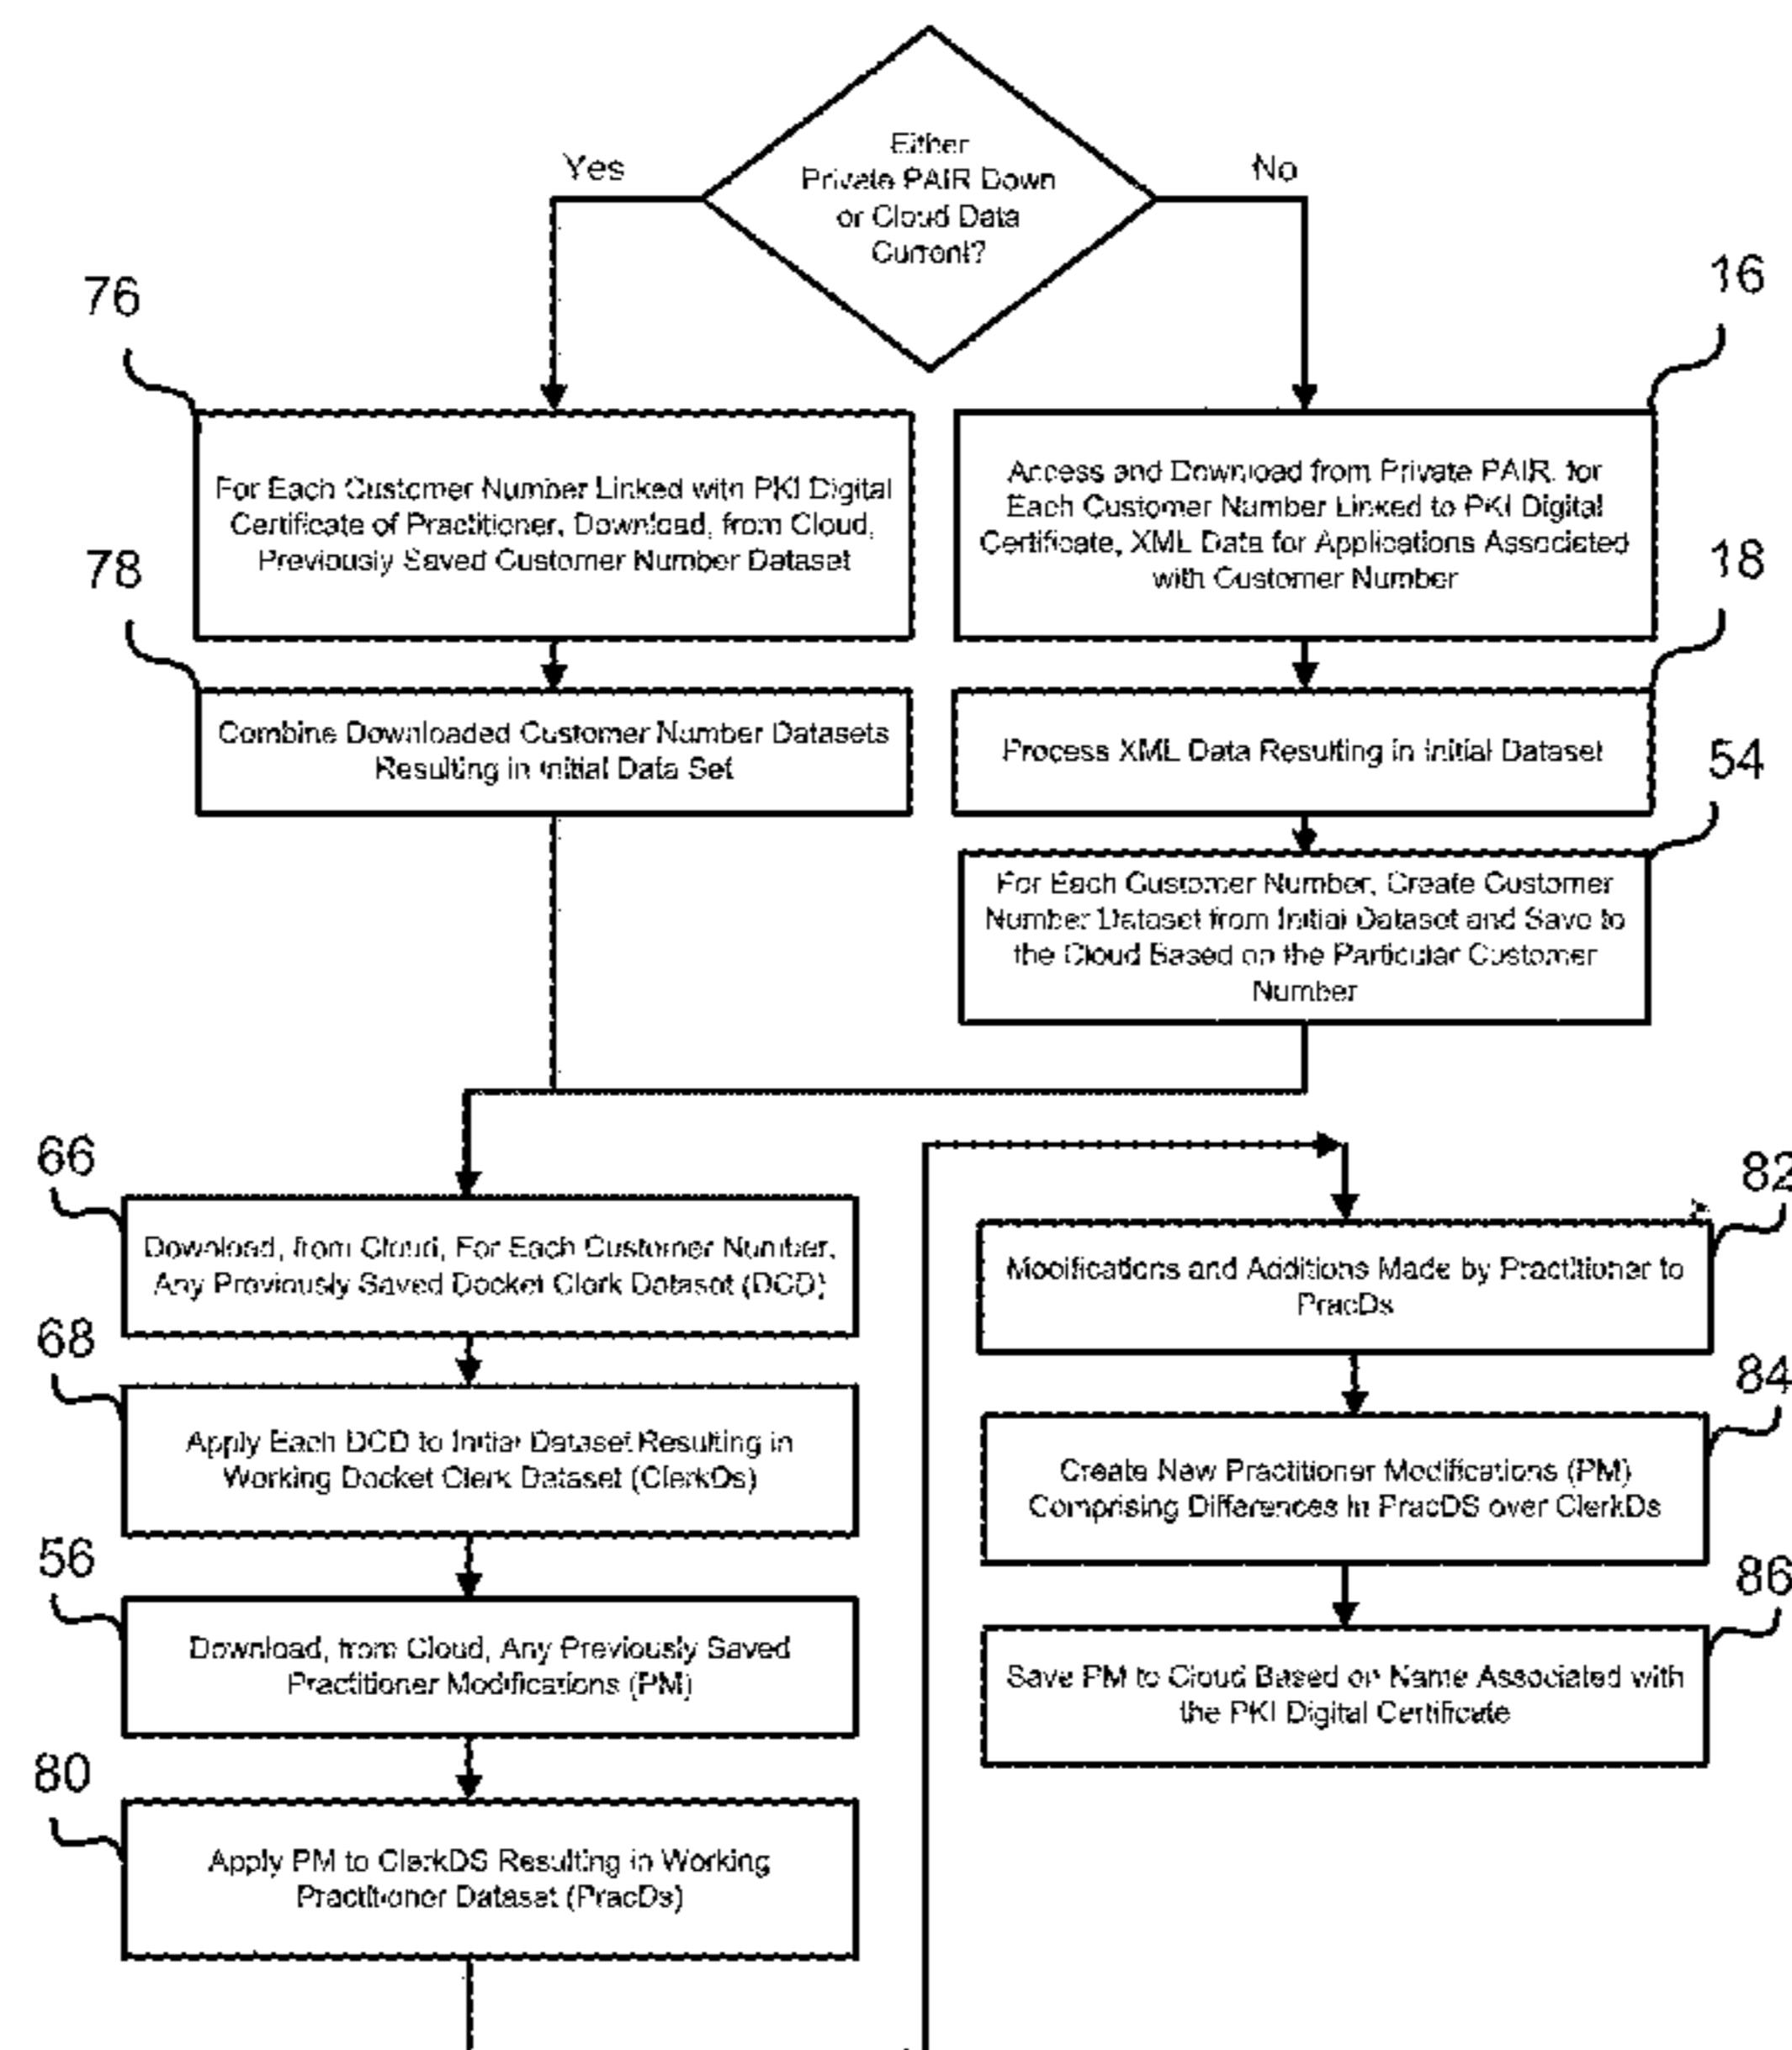 Either
Private PAIR Down
or Cloud Data
Current?
Yes
No
76
16
For Each Customer Number Linked with PKI Digital
Certificate of Practitioner, Download, from Cloud,
Previously Saved Customer Number Dataset
Access and Download from Private PAIR, for
Each Customer Number Linked to PKI Digital
Certificate, XML Data for Applications Associated
with Customer Number
78
18
Combine Downloaded Customer Number Datasets
Resulting in Initial Data Set
Process XML Data Resulting in Initial Dataset
54
For Each Customer Number, Create Customer
Number Dataset from Initial Dataset and Save to
the Cloud Based on the Particular Customer
Number
66
Download, from Cloud, For Each Customer Number,
Any Previously Saved Docket Clerk Dataset (DCD)
68
Apply Each DCD to Initial Dataset Resulting in
Working Docket Clerk Dataset (ClerkDs)
56
Download, from Cloud, Any Previously Saved
Practitioner Modifications (PM)
80
Apply PM to ClerkDS Resulting in Working
Practitioner Dataset (PracDs)
82
Modifications and Additions Made by Practitioner to
PracDs
84
Create New Practitioner Modifications (PM)
Comprising Differences in PracDS over ClerkDs
86
Save PM to Cloud Based on Name Associated with
the PKI Digital Certificate